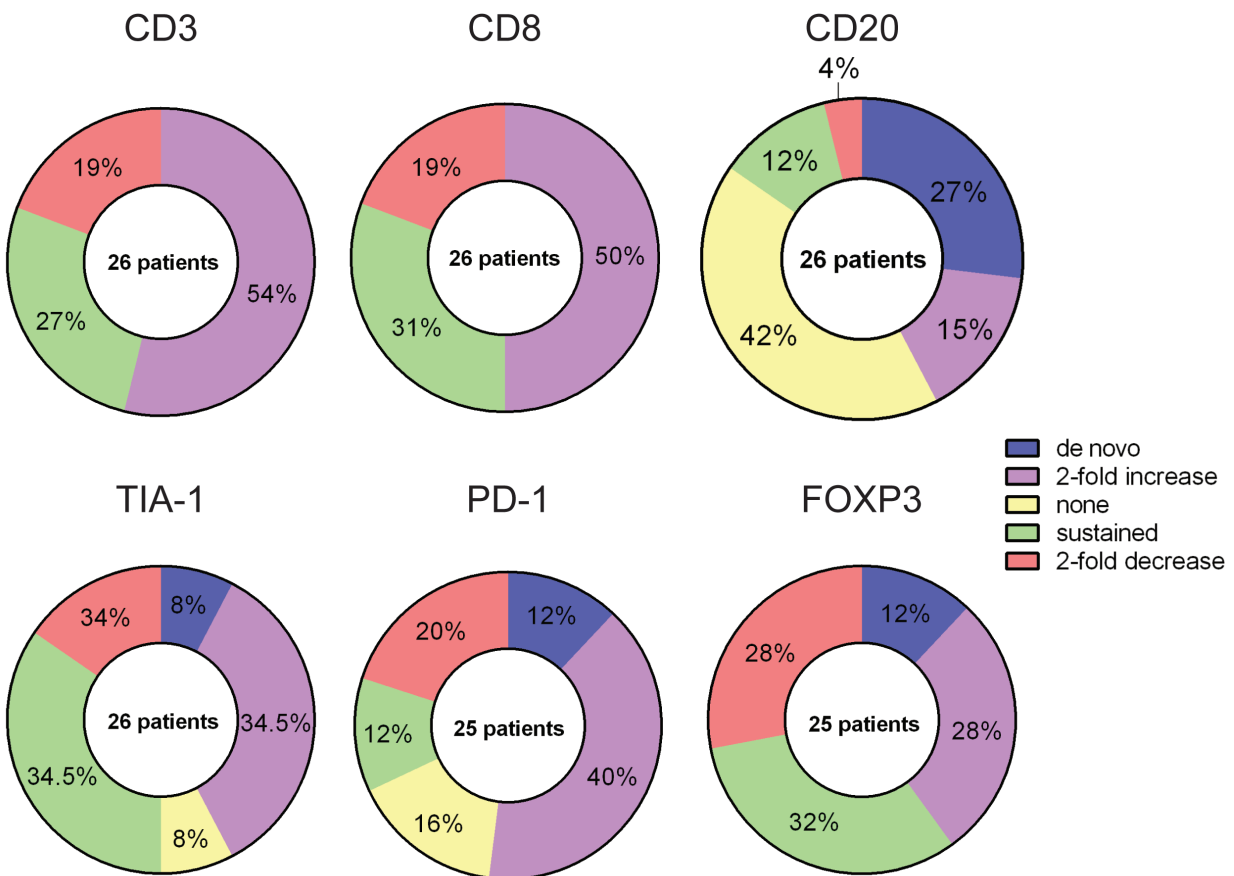 CD3
CD8
CD20
4%
19%
54%
27%
26 patients
19%
50%
31%
26 patients
12%
27%
15%
42%
26 patients
de novo
2-fold increase
none
sustained
2-fold decrease
TIA-1
PD-1
FOXP3
34%
8%
34.5%
8%
34.5%
26 patients
20%
12%
40%
16%
12%
25 patients
28%
12%
28%
32%
25 patients